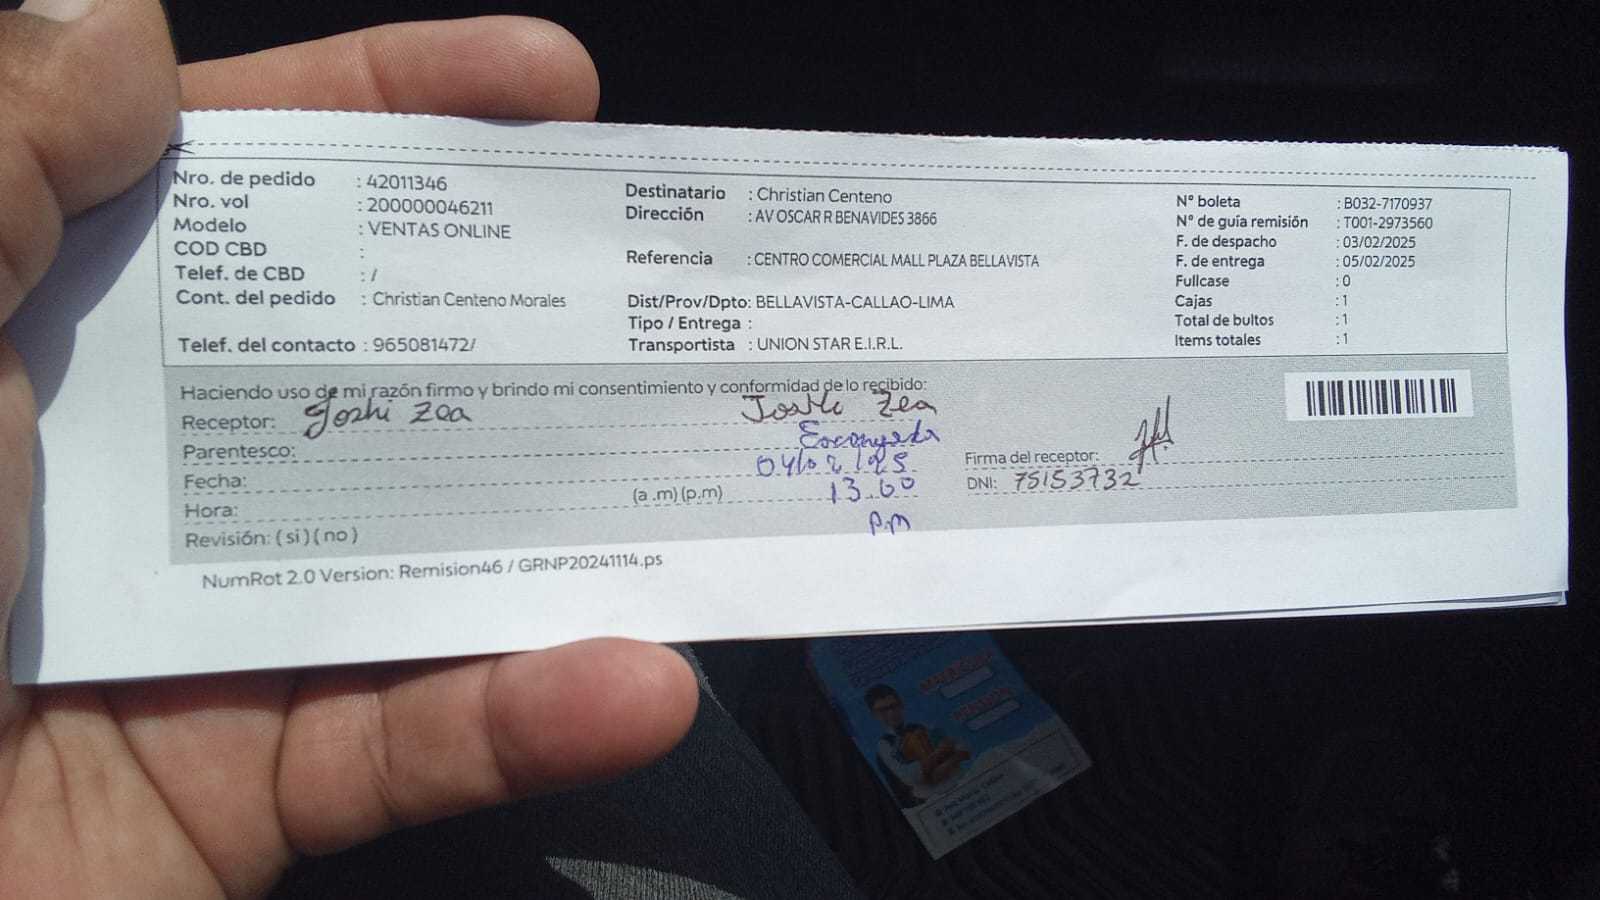 Nro. de pedido : 42011346
Nro. vol : 200000046211
Modelo : VENTAS ONLINE
COD CBD :
Telef. de CBD : /
Cont. del pedido : Christian Centeno Morales
Telef. del contacto : 965081472/
Destinatario : Christian Centeno
Dirección : AV OSCAR R BENAVIDES 3866
Referencia : CENTRO COMERCIAL MALL PLAZA BELLAVISTA
Dist/Prov/Dpto: BELLAVISTA-CALLAO-LIMA
Tipo / Entrega :
Transportista : UNION STAR E.I.R.L.
N° boleta : B032-7170937
N° de guía remisión : T001-2973560
F. de despacho : 03/02/2025
F. de entrega : 05/02/2025
Fullcase : 0
Cajas : 1
Total de bultos : 1
Items totales : 1
Haciendo uso de mi razón firmo y brindo mi consentimiento y conformidad de lo recibido:
Receptor: Joshi Zea Joshi Zea
Parentesco:
Fecha: 04/02/25
Hora: (a .m) (p.m) 13.00
p.m
Revisión: ( si ) ( no )
Firma del receptor:
DNI: 75153732
NumRot 2.0 Version: Remision46 / GRNP20241114.ps